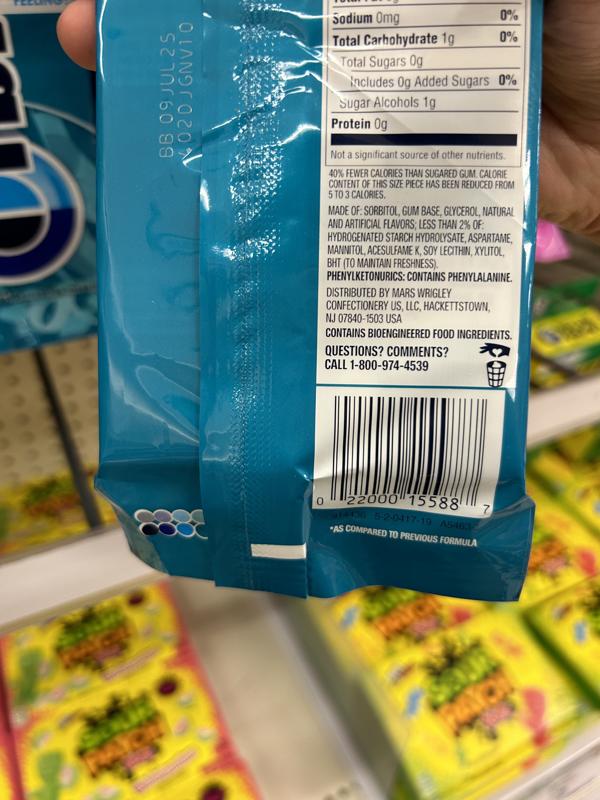 BB 09JUL25
402DJGNV10
Sodium 0mg 0%
Total Carbohydrate 1g 0%
Total Sugars 0g
Includes 0g Added Sugars 0%
Sugar Alcohols 1g
Protein 0g
Not a significant source of other nutrients.
40% FEWER CALORIES THAN SUGARED GUM. CALORIE
CONTENT OF THIS SIZE PIECE HAS BEEN REDUCED FROM
5 TO 3 CALORIES.
MADE OF: SORBITOL, GUM BASE, GLYCEROL, NATURAL
AND ARTIFICIAL FLAVORS; LESS THAN 2% OF:
HYDROGENATED STARCH HYDROLYSATE, ASPARTAME,
MANNITOL, ACESULFAME K, SOY LECITHIN, XYLITOL,
BHT (TO MAINTAIN FRESHNESS).
PHENYLKETONURICS: CONTAINS PHENYLALANINE.
DISTRIBUTED BY MARS WRIGLEY
CONFECTIONERY US, LLC, HACKETTSTOWN,
NJ 07840-1503 USA
CONTAINS BIOENGINEERED FOOD INGREDIENTS.
QUESTIONS? COMMENTS?
CALL 1-800-974-4539
0 22000 15588 7
*AS COMPARED TO PREVIOUS FORMULA
SOUR
PATCH
SOUR
PATCH